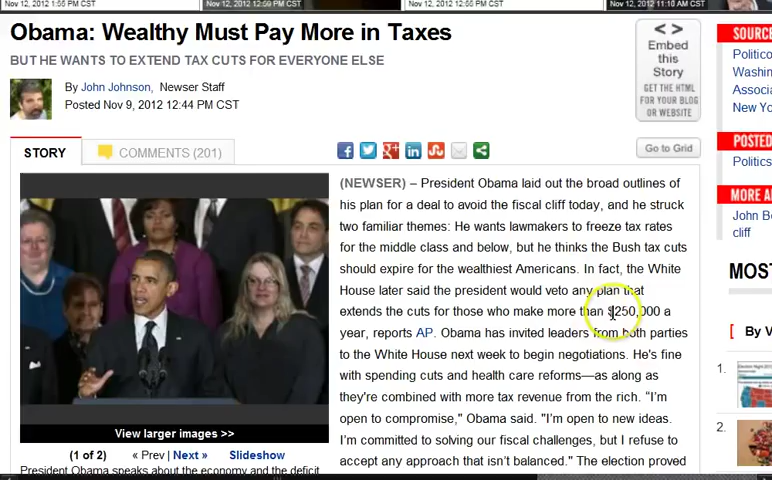 Nov 12, 2012 1:56 PM CST
Nov 12, 2012 12:59 PM CST
Nov 12, 2012 12:56 PM CST
Nov 12, 2012 11:10 AM CST
Obama: Wealthy Must Pay More in Taxes
BUT HE WANTS TO EXTEND TAX CUTS FOR EVERYONE ELSE
By John Johnson, Newser Staff
Posted Nov 9, 2012 12:44 PM CST
< >
Embed
this
Story
GET THE HTML
FOR YOUR BLOG
OR WEBSITE
STORY
COMMENTS (201)
Go to Grid
(NEWSER) – President Obama laid out the broad outlines of
his plan for a deal to avoid the fiscal cliff today, and he struck
two familiar themes: He wants lawmakers to freeze tax rates
for the middle class and below, but he thinks the Bush tax cuts
should expire for the wealthiest Americans. In fact, the White
House later said the president would veto any plan that
extends the cuts for those who make more than $250,000 a
year, reports AP. Obama has invited leaders from both parties
to the White House next week to begin negotiations. He's fine
with spending cuts and health care reforms—as along as
they're combined with more tax revenue from the rich. “I'm
open to compromise," Obama said. "I'm open to new ideas.
I'm committed to solving our fiscal challenges, but I refuse to
accept any approach that isn't balanced." The election proved
View larger images >>
(1 of 2) « Prev | Next » Slideshow
President Obama speaks about the economy and the deficit
SOURC
Politico
Washin
Associa
New Yo
POSTED
Politics
MORE A
John Bo
cliff
MOST
[ By V
1.
2.